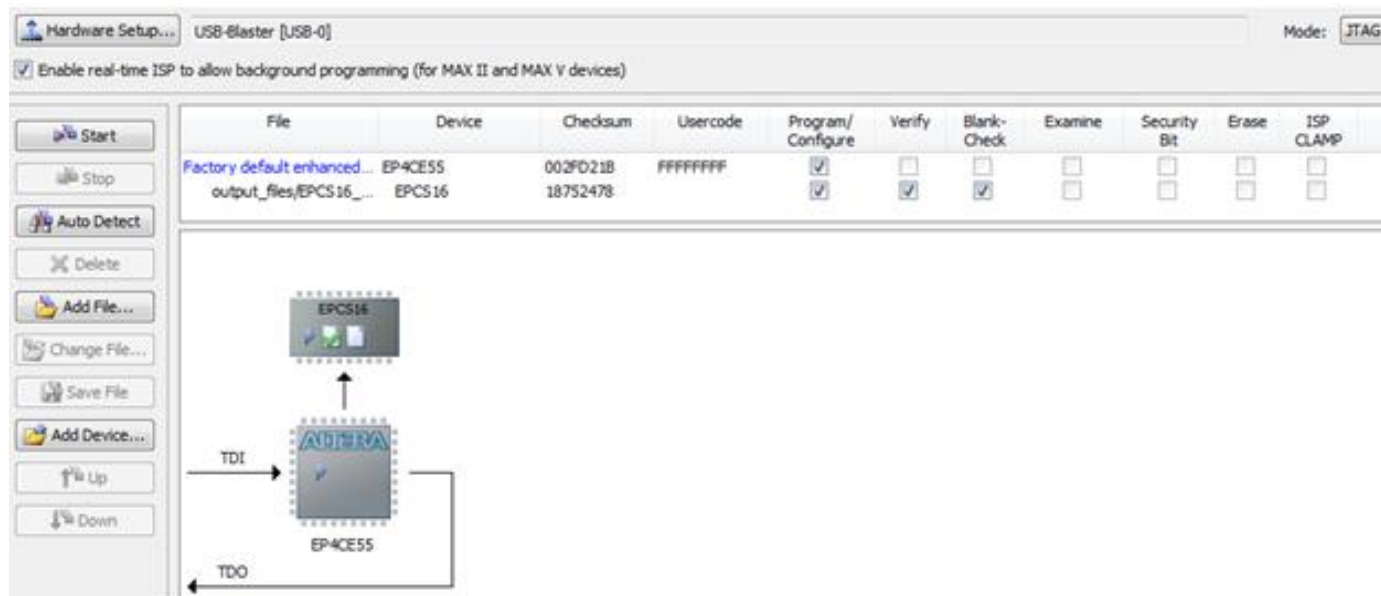 Hardware Setup... USB-Blaster [USB-0] Mode: JTAG
Enable real-time ISP to allow background programming (for MAX II and MAX V devices)
Start
Stop
Auto Detect
Delete
Add File...
Change File...
Save File
Add Device...
Up
Down
File Device Checksum Usercode Program/ Verify Blank- Examine Security Erase ISP
Configure Check Bit CLAMP
Factory default enhanced... EP4CE55 002FD21B FFFFFFFF
output_files/EPCS16_... EPCS16 18752478
EPCS16
ALTERA
TDI
EP4CE55
TDO